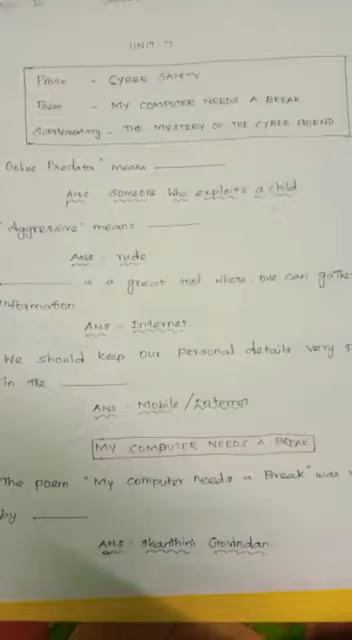 UNIT 7
Prose - CYBER SAFETY
Poem - MY COMPUTER NEEDS A BREAK
Supplementary - THE MYSTERY OF THE CYBER FRIEND
Online Predator" means
Ans someone who exploits a child
"Aggressive" means
Ans : rude
is a great tool where one can gathe
Information
Ans - Internet
We should keep our personal details very
in the
Ans : Mobile / Internet
MY COMPUTER NEEDS A BREAK
The poem "My computer needs a Break" was
by
Ans : Shanthini Govindan